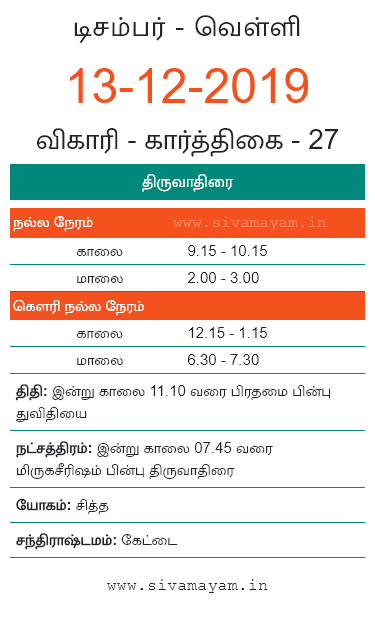 டிசம்பர் - வெள்ளி
13-12-2019
விகாரி - கார்த்திகை - 27
திருவாதிரை
நல்ல நேரம் www.sivamayam.in
காலை 9.15 - 10.15
மாலை 2.00 - 3.00
கௌரி நல்ல நேரம்
காலை 12.15 - 1.15
மாலை 6.30 - 7.30
திதி: இன்று காலை 11.10 வரை பிரதமை பின்பு
துவிதியை
நட்சத்திரம்: இன்று காலை 07.45 வரை
மிருகசீரிஷம் பின்பு திருவாதிரை
யோகம்: சித்த
சந்திராஷ்டமம்: கேட்டை
www.sivamayam.in